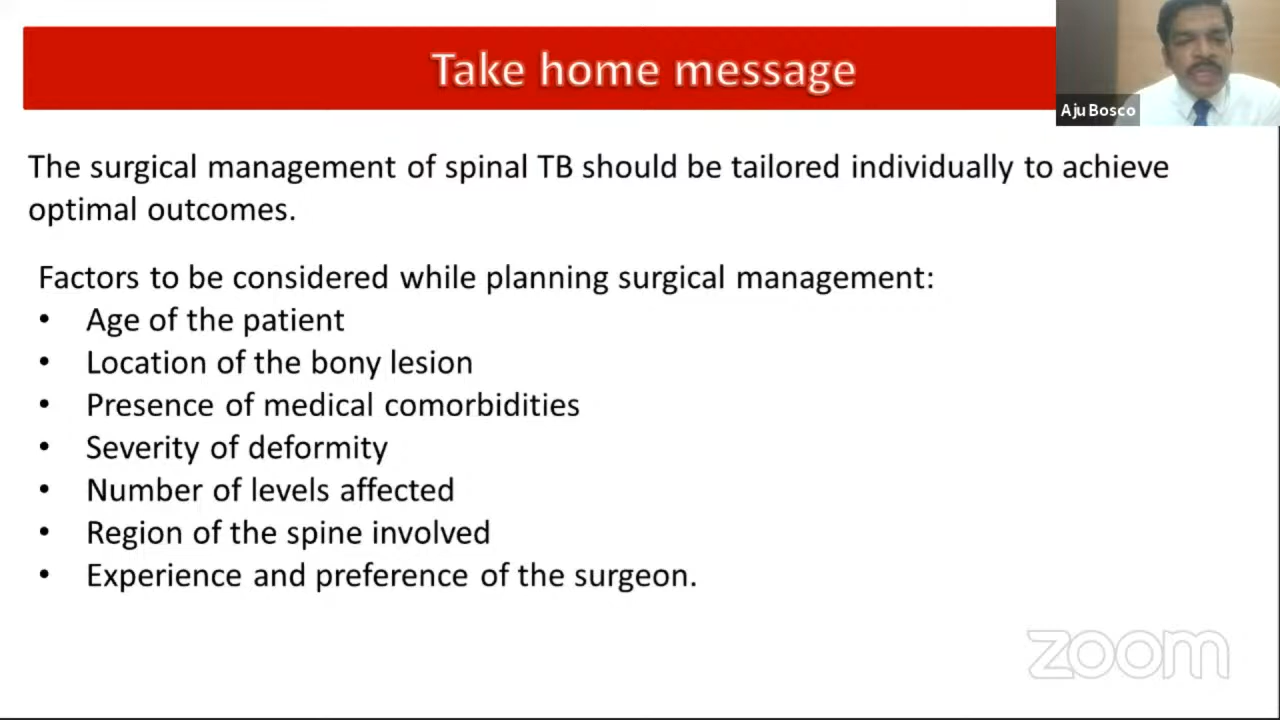 Take home message
Aju Bosco
The surgical management of spinal TB should be tailored individually to achieve
optimal outcomes.
Factors to be considered while planning surgical management:
• Age of the patient
• Location of the bony lesion
• Presence of medical comorbidities
• Severity of deformity
• Number of levels affected
• Region of the spine involved
• Experience and preference of the surgeon.
zoom